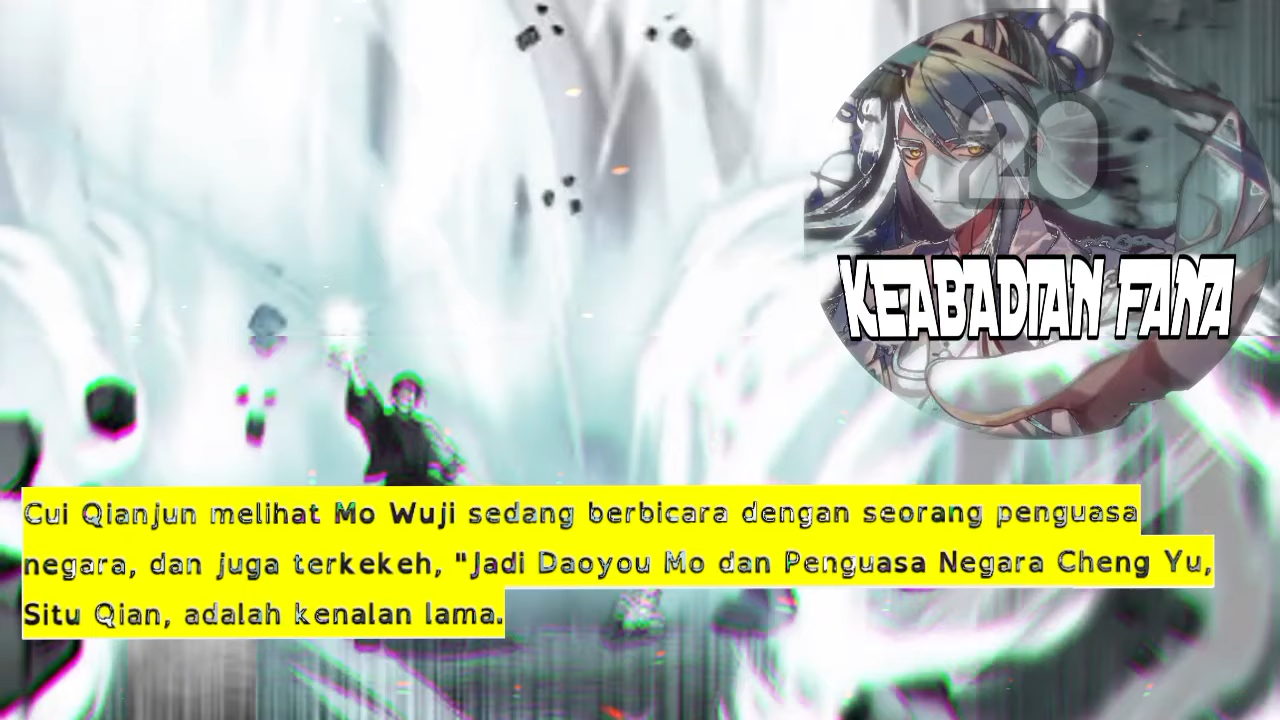 20
KEABADIAN FANA
Cui Qianjun melihat Mo Wuji sedang berbicara dengan seorang penguasa
negara, dan juga terkekeh, "Jadi Daoyou Mo dan Penguasa Negara Cheng Yu,
Situ Qian, adalah kenalan lama.